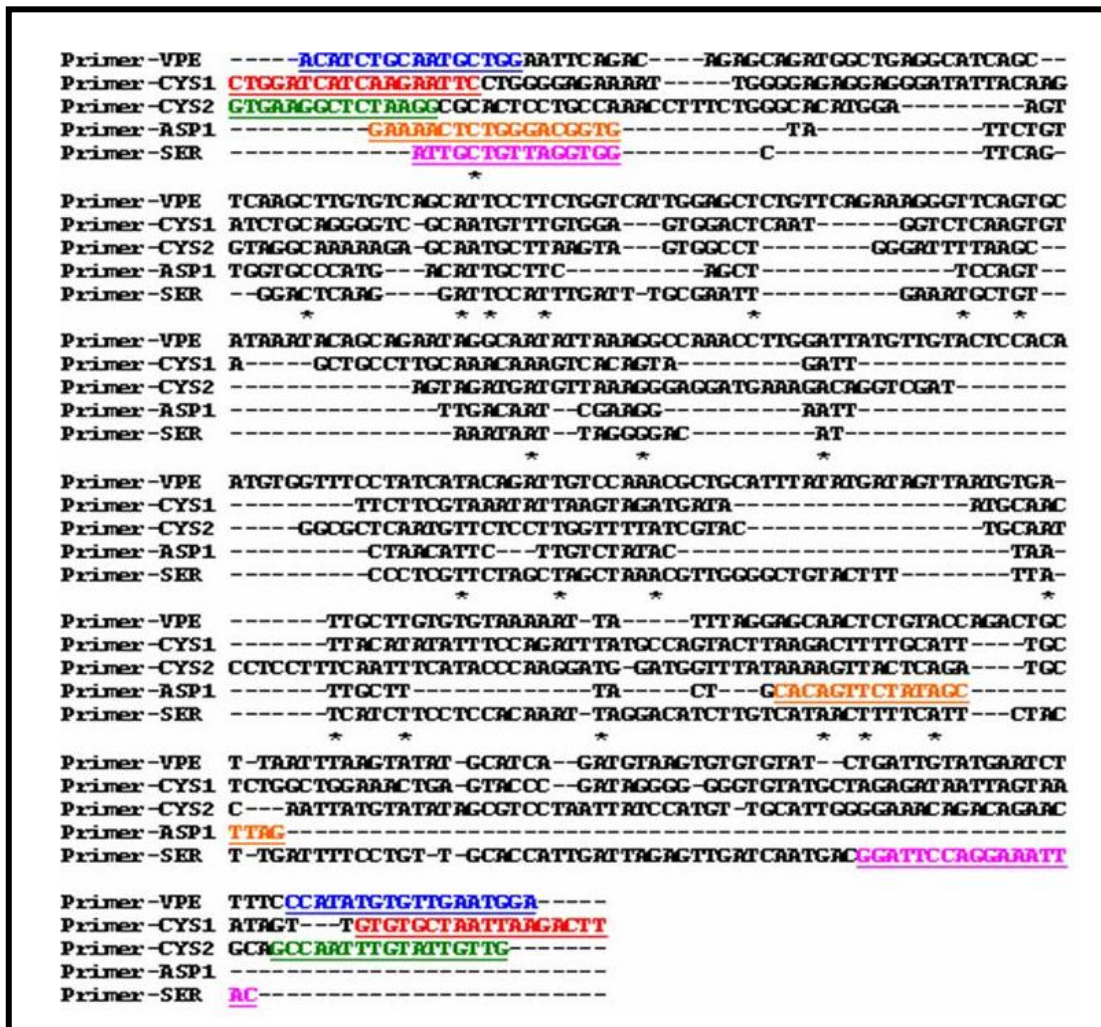 Primer-VPE -----ACATCTGCAATGCTGGAATTCAGAC----AGAGCAGATGGCTGAGGCATCAGC--
Primer-CYS1 CTGGATCATCAAGAATTCCTGGGGAGAAAAT-----TGGGGAGAGGAGGGATATTACAAG
Primer-CYS2 GTGAAGGCTCTAAGGCGCACTCCTGCCAAACCTTTCTGGGCACATGGA---------AGT
Primer-ASP1 ----------GAAAACTCTGGGACGGTG------------TA------------TTCTGT
Primer-SER -------------ATTGCTGTTAGGTGG----------C---------------TTCAG-
*
Primer-VPE TCAAGCTTGTGTCAGCATTCCTTCTGGTCATTGGAGCTCTGTTCAGAAAGGGTTCAGTGC
Primer-CYS1 ATCTGCAGGGGTC-GCAATGTTTGTGGA---GTGGACTCAAT------GGTCTCAAGTGT
Primer-CYS2 GTAGGCAAAAAGA-GCAATGCTTAAGTA---GTGGCCT--------GGGATTTTAAGC--
Primer-ASP1 TGGTGCCCATG---ACATTGCTTC----------AGCT--------------TCCAGT--
Primer-SER --GGACTCAAG----GATTCCATTTGATT-TGCGAATT----------GAAATGCTGT--
* * * * * * *
Primer-VPE ATAAATACAGCAGAATAGGCAATATTAAAGGCCAAACCTTGGATTATGTTGTACTCCACA
Primer-CYS1 A-----GCTGCCTTGCAAACAAAGTCACAGTA---------GATT---------------
Primer-CYS2 -------------AGTAGATGATGTTAAAGGGAGGATGAAAGACAGGTCGAT--------
Primer-ASP1 ---------------TTGACAAT--CGAAGG----------AATT---------------
Primer-SER ----------------AAATAAT--TAGGGGAC---------AT----------------
* * *
Primer-VPE ATGTGGTTTCCTATCATACAGATTGTCCAAACGCTGCATTTATATGATAGTTAATGTGA-
Primer-CYS1 ---------TTCTTCGTAAATATTAAGTAGATGATA-----------------ATGCAAC
Primer-CYS2 -----GGCGCTCAATGTTCTCCTTGGTTTTATCGTAC-----------------TGCAAT
Primer-ASP1 ----------CTAACATTC---TTGTCTATAC------------------------TAA-
Primer-SER ----------CCCTCGTTCTAGCTAGCTAAACGTTGGGGCTGTACTTT--------TTA-
* * * *
Primer-VPE -------TTGCTTGTGTGTAAAAAT-TA-----TTTAGGAGCAACTCTGTACCAGACTGC
Primer-CYS1 -------TTACATATATTTCCAGATTTATGCCAGTACTTAAGACTTTTGCATT----TGC
Primer-CYS2 CCTCCTTTCAATTTCATACCCAAGGATG-GATGGTTTATAAAAGTTACTCAGA----TGC
Primer-ASP1 -------TTGCTT-------------TA-----CT---GCACAGTTCTATAGC-------
Primer-SER -------TCATCTTCCTCCACAAAT-TAGGACATCTTGTCATAACTTTTCATT---CTAC
* * * * * *
Primer-VPE T-TAATTTAAGTATAT-GCATCA--GATGTAAGTGTGTGTAT--CTGATTGTATGAATCT
Primer-CYS1 TCTGGCTGGAAACTGA-GTACCC--GATAGGGG-GGGTGTATGCTAGAGATAATTAGTAA
Primer-CYS2 C---AATTATGTATATAGCGTCCTAATTATCCATGT-TGCATTGGGGAAACAGACAGAAC
Primer-ASP1 TTAG--------------------------------------------------------
Primer-SER T-TGATTTTCCTGT-T-GCACCATTGATTAGAGTTGATCAATGACGGATTCCAGGAAATT
Primer-VPE TTTCCCATATGTGTTGAATGGA-----
Primer-CYS1 ATAGT---TGTGTGCTAATTAAGACTT
Primer-CYS2 GCAGCCAATTTGTATTGTTG-------
Primer-ASP1 ---------------------------
Primer-SER AC-------------------------